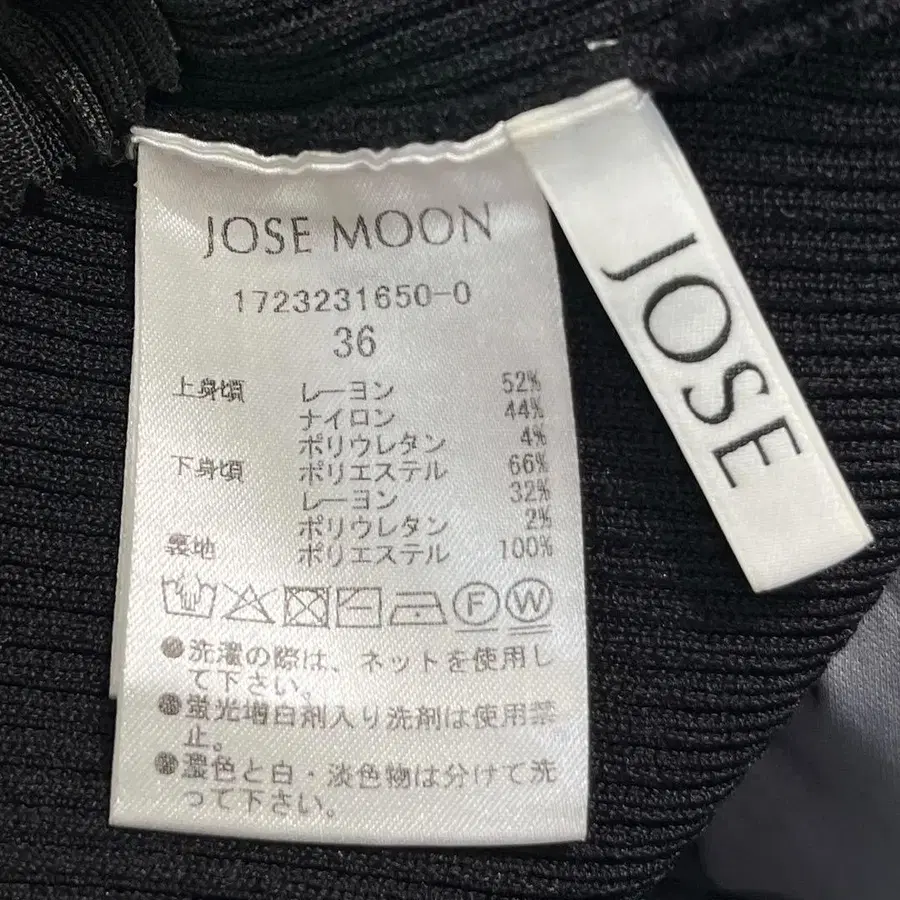 JOSE MOON
1723231650-0
36
上身頃 レーヨン 52%
ナイロン 44%
ポリウレタン 4%
下身頃 ポリエステル 66%
レーヨン 32%
ポリウレタン 2%
裏地 ポリエステル 100%
F W
●洗濯の際は、ネットを使用し
て下さい。
●蛍光増白剤入り洗剤は使用禁
止。
●濃色と白・淡色物は分けて洗
って下さい。
JOSE